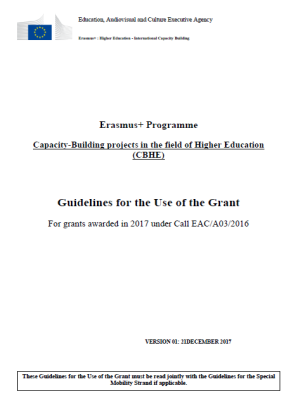 Education, Audiovisual and Culture Executive Agency
Erasmus+ : Higher Education - International Capacity Building
Erasmus+ Programme
Capacity-Building projects in the field of Higher Education
(CBHE)
Guidelines for the Use of the Grant
For grants awarded in 2017 under Call EAC/A03/2016
VERSION 01: 21DECEMBER 2017
These Guidelines for the Use of the Grant must be read jointly with the Guidelines for the Special
Mobility Strand if applicable.